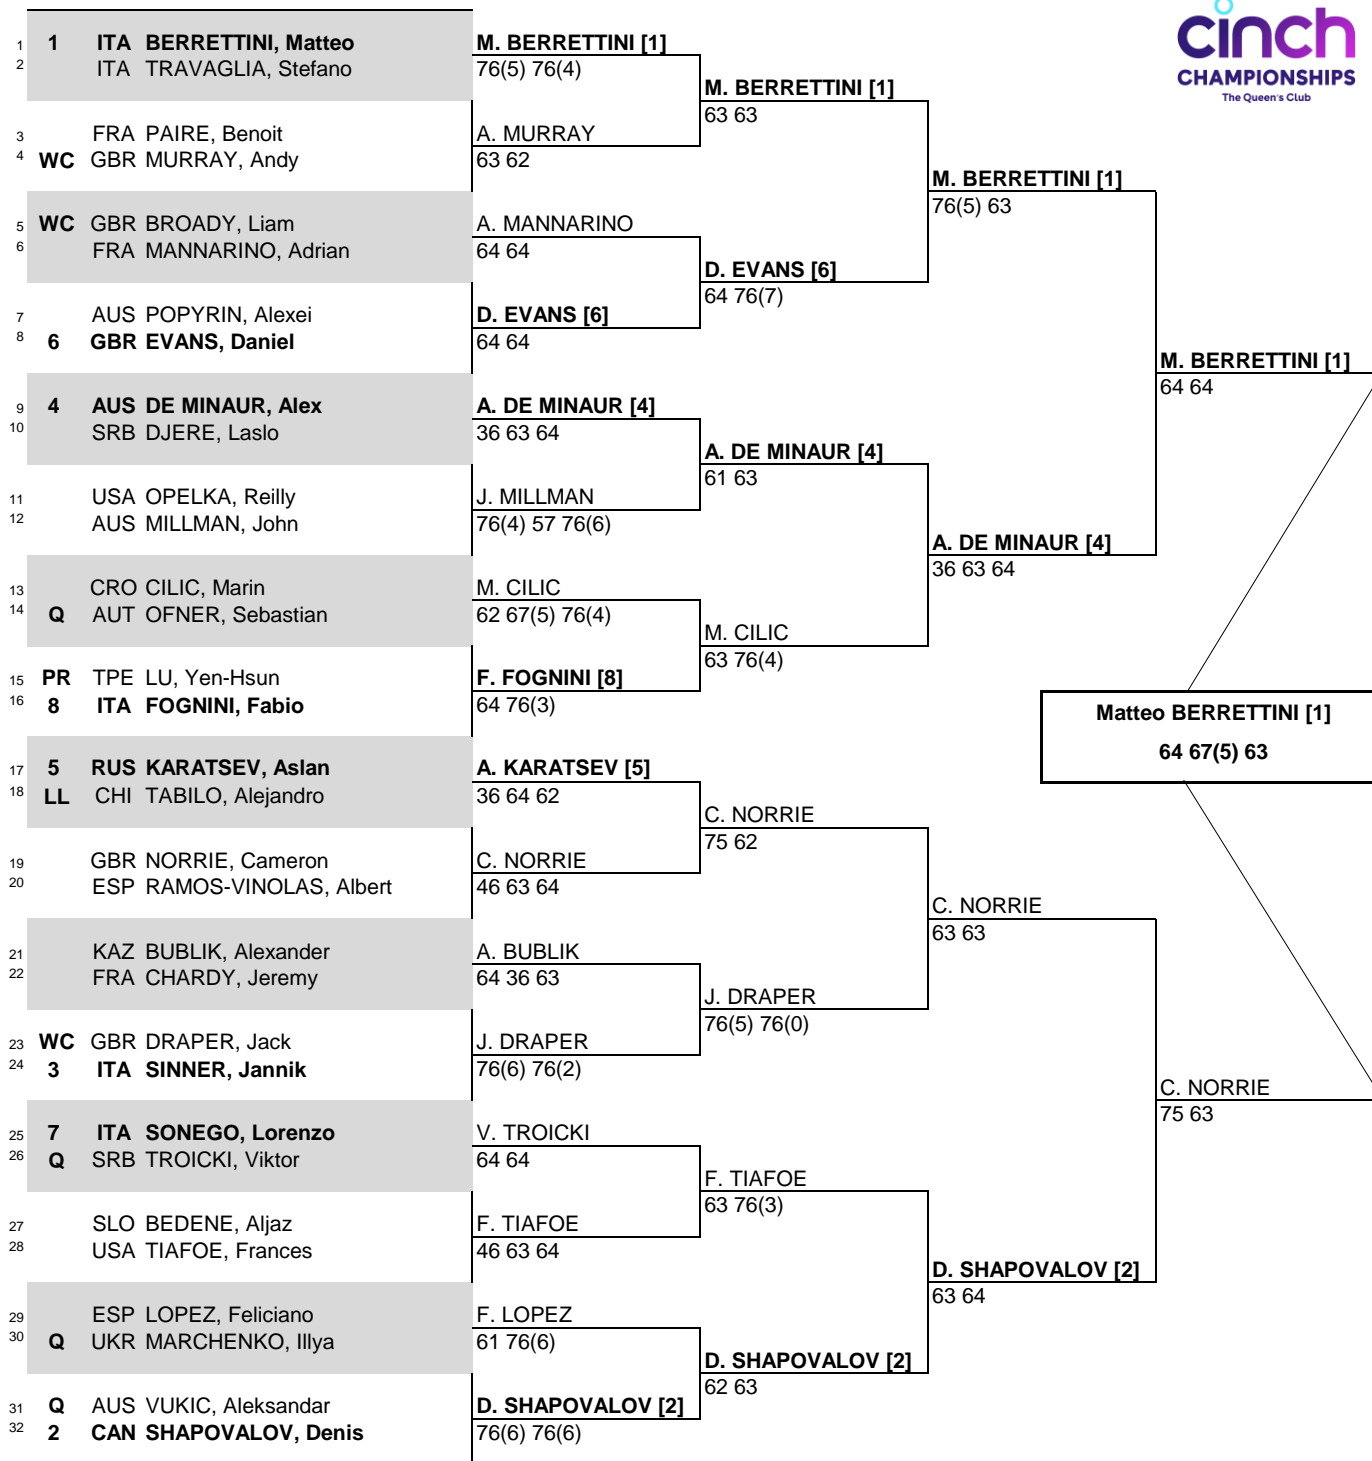 cinch
CHAMPIONSHIPS
The Queen's Club
1 1 ITA BERRETTINI, Matteo
2 ITA TRAVAGLIA, Stefano
3 FRA PAIRE, Benoit
4 WC GBR MURRAY, Andy
5 WC GBR BROADY, Liam
6 FRA MANNARINO, Adrian
7 AUS POPYRIN, Alexei
8 6 GBR EVANS, Daniel
9 4 AUS DE MINAUR, Alex
10 SRB DJERE, Laslo
11 USA OPELKA, Reilly
12 AUS MILLMAN, John
13 CRO CILIC, Marin
14 Q AUT OFNER, Sebastian
15 PR TPE LU, Yen-Hsun
16 8 ITA FOGNINI, Fabio
17 5 RUS KARATSEV, Aslan
18 LL CHI TABILO, Alejandro
19 GBR NORRIE, Cameron
20 ESP RAMOS-VINOLAS, Albert
21 KAZ BUBLIK, Alexander
22 FRA CHARDY, Jeremy
23 WC GBR DRAPER, Jack
24 3 ITA SINNER, Jannik
25 7 ITA SONEGO, Lorenzo
26 Q SRB TROICKI, Viktor
27 SLO BEDENE, Aljaz
28 USA TIAFOE, Frances
29 ESP LOPEZ, Feliciano
30 Q UKR MARCHENKO, Illya
31 Q AUS VUKIC, Aleksandar
32 2 CAN SHAPOVALOV, Denis
M. BERRETTINI [1]
76(5) 76(4)
A. MURRAY
63 62
A. MANNARINO
64 64
D. EVANS [6]
64 64
A. DE MINAUR [4]
36 63 64
J. MILLMAN
76(4) 57 76(6)
M. CILIC
62 67(5) 76(4)
F. FOGNINI [8]
64 76(3)
A. KARATSEV [5]
36 64 62
C. NORRIE
46 63 64
A. BUBLIK
64 36 63
J. DRAPER
76(6) 76(2)
V. TROICKI
64 64
F. TIAFOE
46 63 64
F. LOPEZ
61 76(6)
D. SHAPOVALOV [2]
76(6) 76(6)
M. BERRETTINI [1]
63 63
D. EVANS [6]
64 76(7)
A. DE MINAUR [4]
61 63
M. CILIC
63 76(4)
C. NORRIE
75 62
J. DRAPER
76(5) 76(0)
F. TIAFOE
63 76(3)
D. SHAPOVALOV [2]
62 63
M. BERRETTINI [1]
76(5) 63
A. DE MINAUR [4]
36 63 64
C. NORRIE
63 63
D. SHAPOVALOV [2]
63 64
M. BERRETTINI [1]
64 64
C. NORRIE
75 63
Matteo BERRETTINI [1]
64 67(5) 63